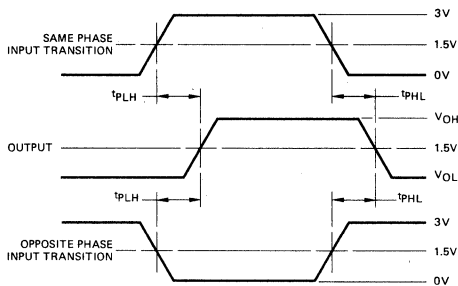 3V
SAME PHASE
INPUT TRANSITION
1.5V
0V
tPLH
tPHL
VOH
OUTPUT
1.5V
VOL
tPLH
tPHL
3V
OPPOSITE PHASE
INPUT TRANSITION
1.5V
0V